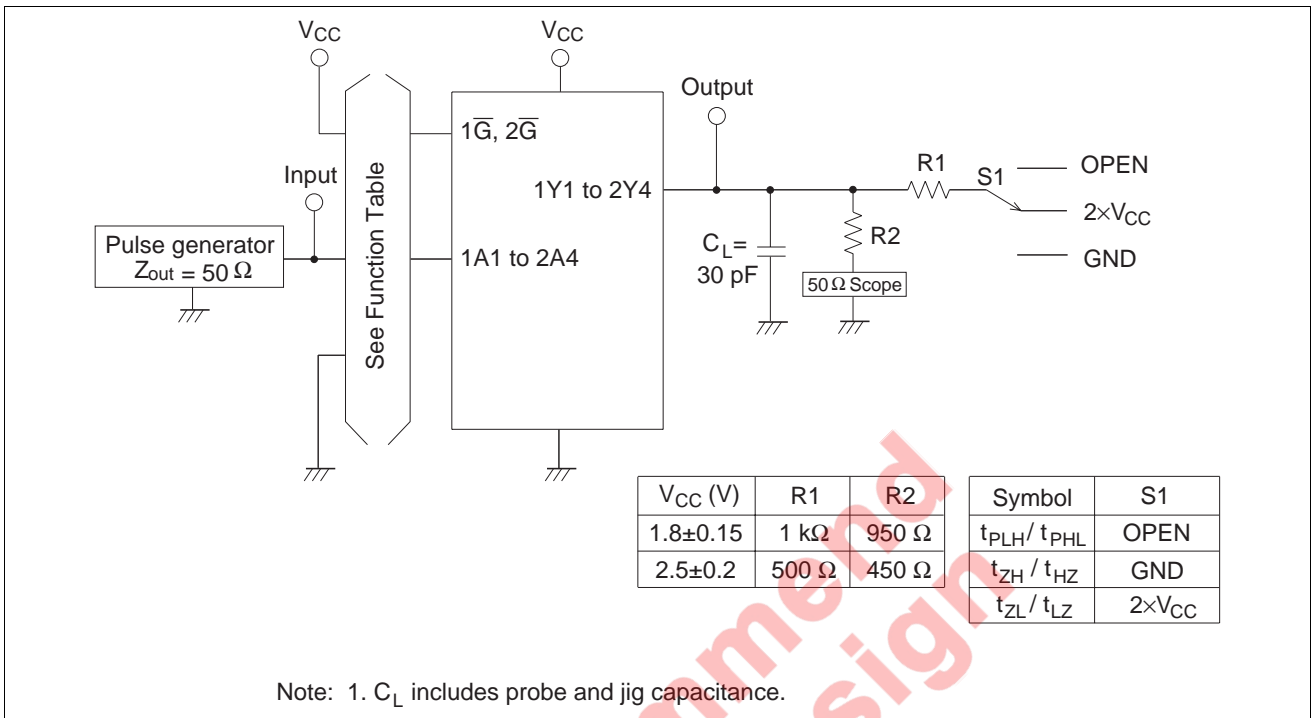 VCC
VCC
Output
1G̅, 2G̅
Input
See Function Table
1Y1 to 2Y4
R1
S1
OPEN
2×VCC
GND
Pulse generator
Zout = 50 Ω
1A1 to 2A4
CL=
30 pF
R2
50 Ω Scope
VCC (V) R1 R2
1.8±0.15 1 kΩ 950 Ω
2.5±0.2 500 Ω 450 Ω
Symbol S1
tPLH / tPHL OPEN
tZH / tHZ GND
tZL / tLZ 2×VCC
Note: 1. CL includes probe and jig capacitance.